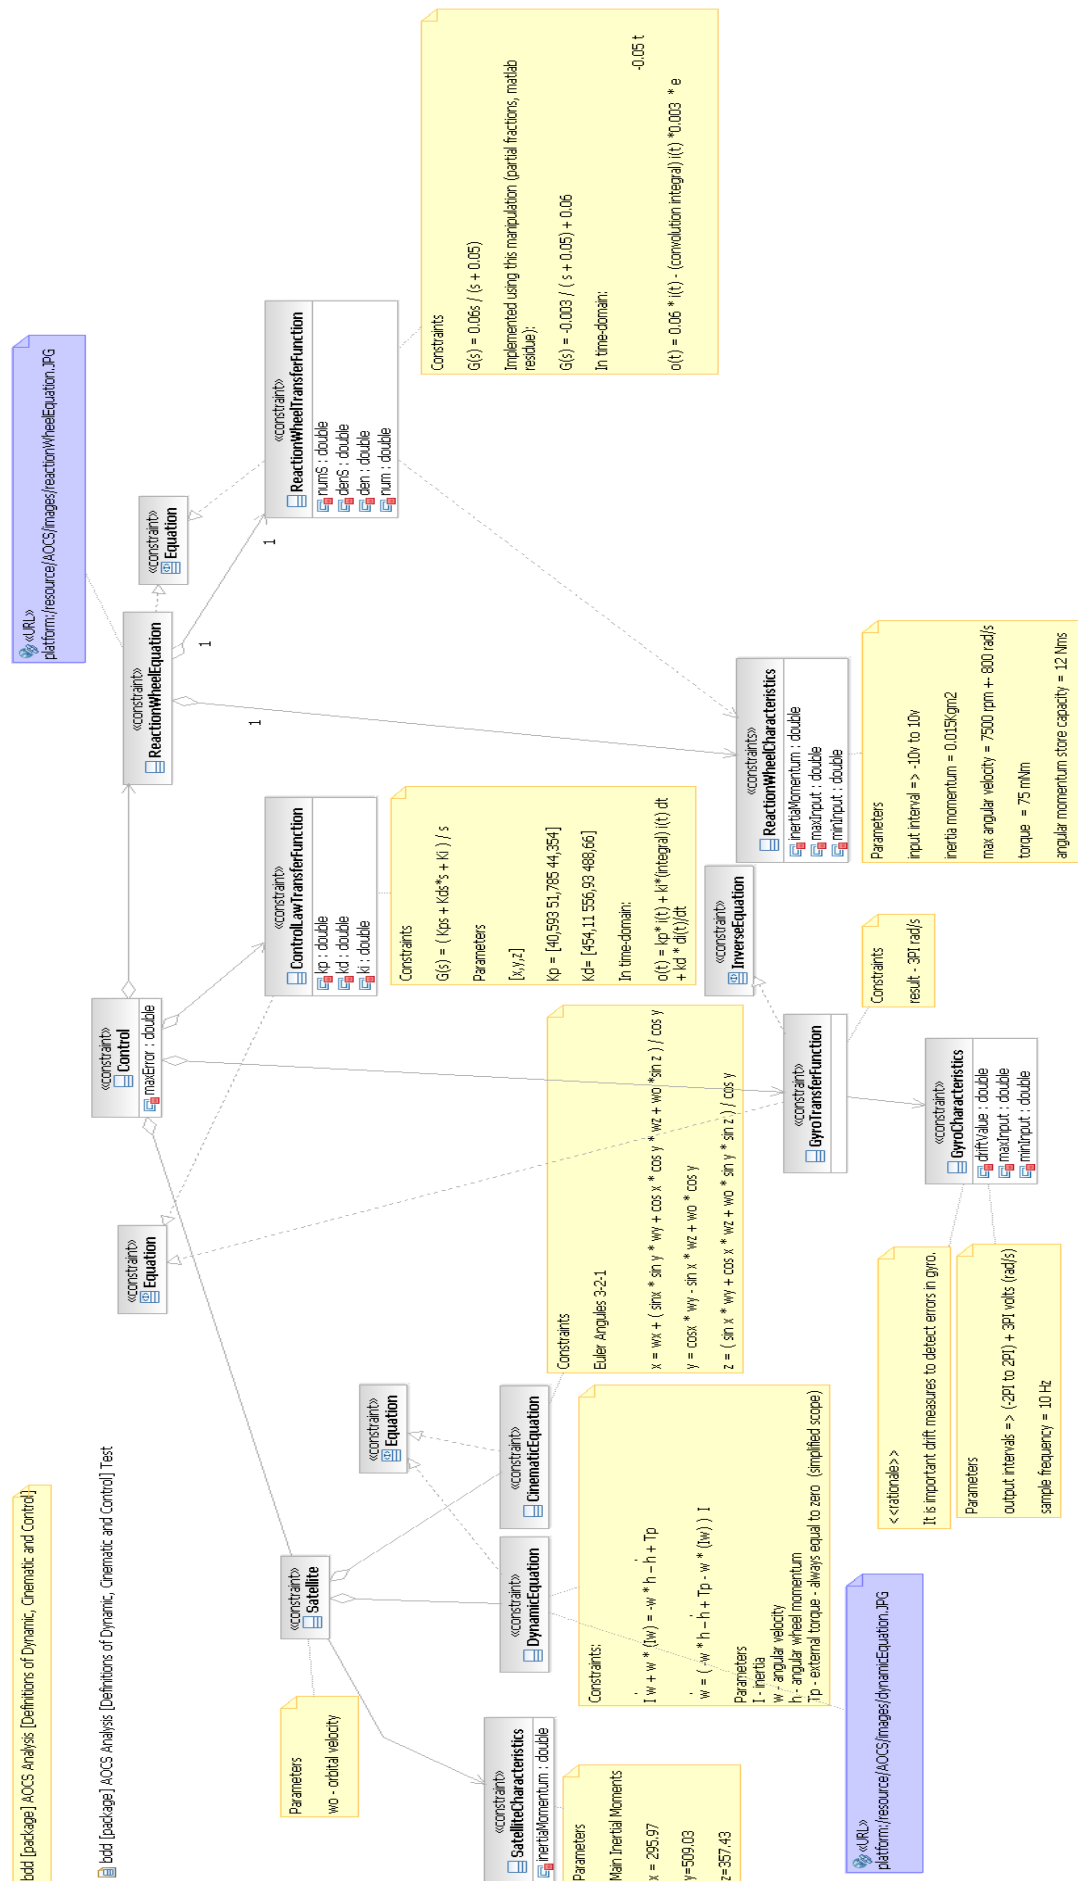 bdd [package] AOCS Analysis [Definitions of Dynamic, Cinematic and Control]
bdd [package] AOCS Analysis [Definitions of Dynamic, Cinematic and Control] Test
Parameters
wo - orbital velocity
«constraint»
Satellite
«constraint»
SatelliteCharacteristics
inertiaMomentum : double
Parameters
Main Inertial Moments
x = 295.97
y=509.03
z=357.43
«constraint»
DynamicEquation
«constraint»
CinematicEquation
«constraint»
Equation
Constraints:
I ẇ + w * (Iw) = -w * h – ḣ + Tp
ẇ = ( -w * h – ḣ + Tp - w * (Iw) ) I
Parameters
I - inertia
w - angular velocity
h - angular wheel momentum
Tp - external torque - always equal to zero (simplified scope)
«URL»
platform:/resource/AOCS/images/dynamicEquation.JPG
Constraints
Euler Angules 3-2-1
x = wx + ( sinx * sin y * wy + cos x * cos y * wz + wo *sin z ) / cos y
y = cosx * wy - sin x * wz + wo * cos y
z = ( sin x * wy + cos x * wz + wo * sin y * sin z ) / cos y
«constraint»
Equation
«constraint»
Control
maxError : double
«constraint»
ControlLawTransferFunction
kp : double
kd : double
ki : double
Constraints
G(s) = ( Kps + Kds*s + Ki ) / s
Parameters
[x,y,z]
Kp = [40,593 51,785 44,354]
Kd= [454,11 556,93 488,66]
In time-domain:
o(t) = kp* i(t) + ki*(integral) i(t) dt
+ kd * di(t)/dt
«constraint»
InverseEquation
«constraint»
GyroTransferFunction
Constraints
result - 3PI rad/s
«constraint»
GyroCharacteristics
driftValue : double
maxInput : double
minInput : double
<<rationale>>
It is important drift measures to detect errors in gyro.
Parameters
output intervals => (-2PI to 2PI) + 3PI volts (rad/s)
sample frequency = 10 Hz
«URL»
platform:/resource/AOCS/images/reactionWheelEquation.JPG
«constraint»
ReactionWheelEquation
«constraint»
Equation
1
1
1
«constraint»
ReactionWheelTransferFunction
numS : double
denS : double
den : double
num : double
Constraints
G(s) = 0.06s / (s + 0.05)
Implemented using this manipulation (partial fractions, matlab
residue):
G(s) = -0.003 / ( s + 0.05) + 0.06
In time-domain:
-0.05 t
o(t) = 0.06 * i(t) - (convolution integral) i(t) *0.003 * e
«constraints»
ReactionWheelCharacteristics
inertiaMomentum : double
maxInput : double
minInput : double
Parameters
input interval => -10v to 10v
inertia momentum = 0.015Kgm2
max angular velocity = 7500 rpm +- 800 rad/s
torque = 75 mNm
angular momentum store capacity = 12 Nms